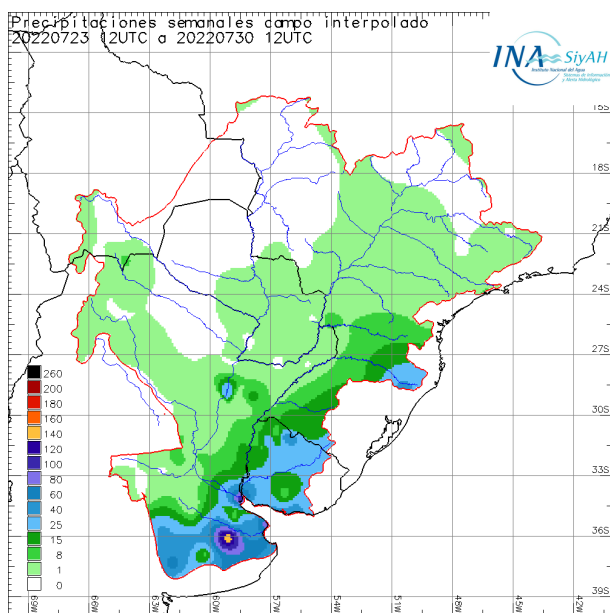 Precipitaciones semanales campo interpolado
20220723 12UTC a 20220730 12UTC
INA SiyAH
Instituto Nacional del Agua
Sistemas de Información
y Alerta Hidrológico
15S
18S
21S
24S
27S
30S
33S
36S
39S
260
200
180
160
140
120
100
80
60
40
25
15
8
1
0
69W
66W
63W
60W
57W
54W
51W
48W
45W
42W